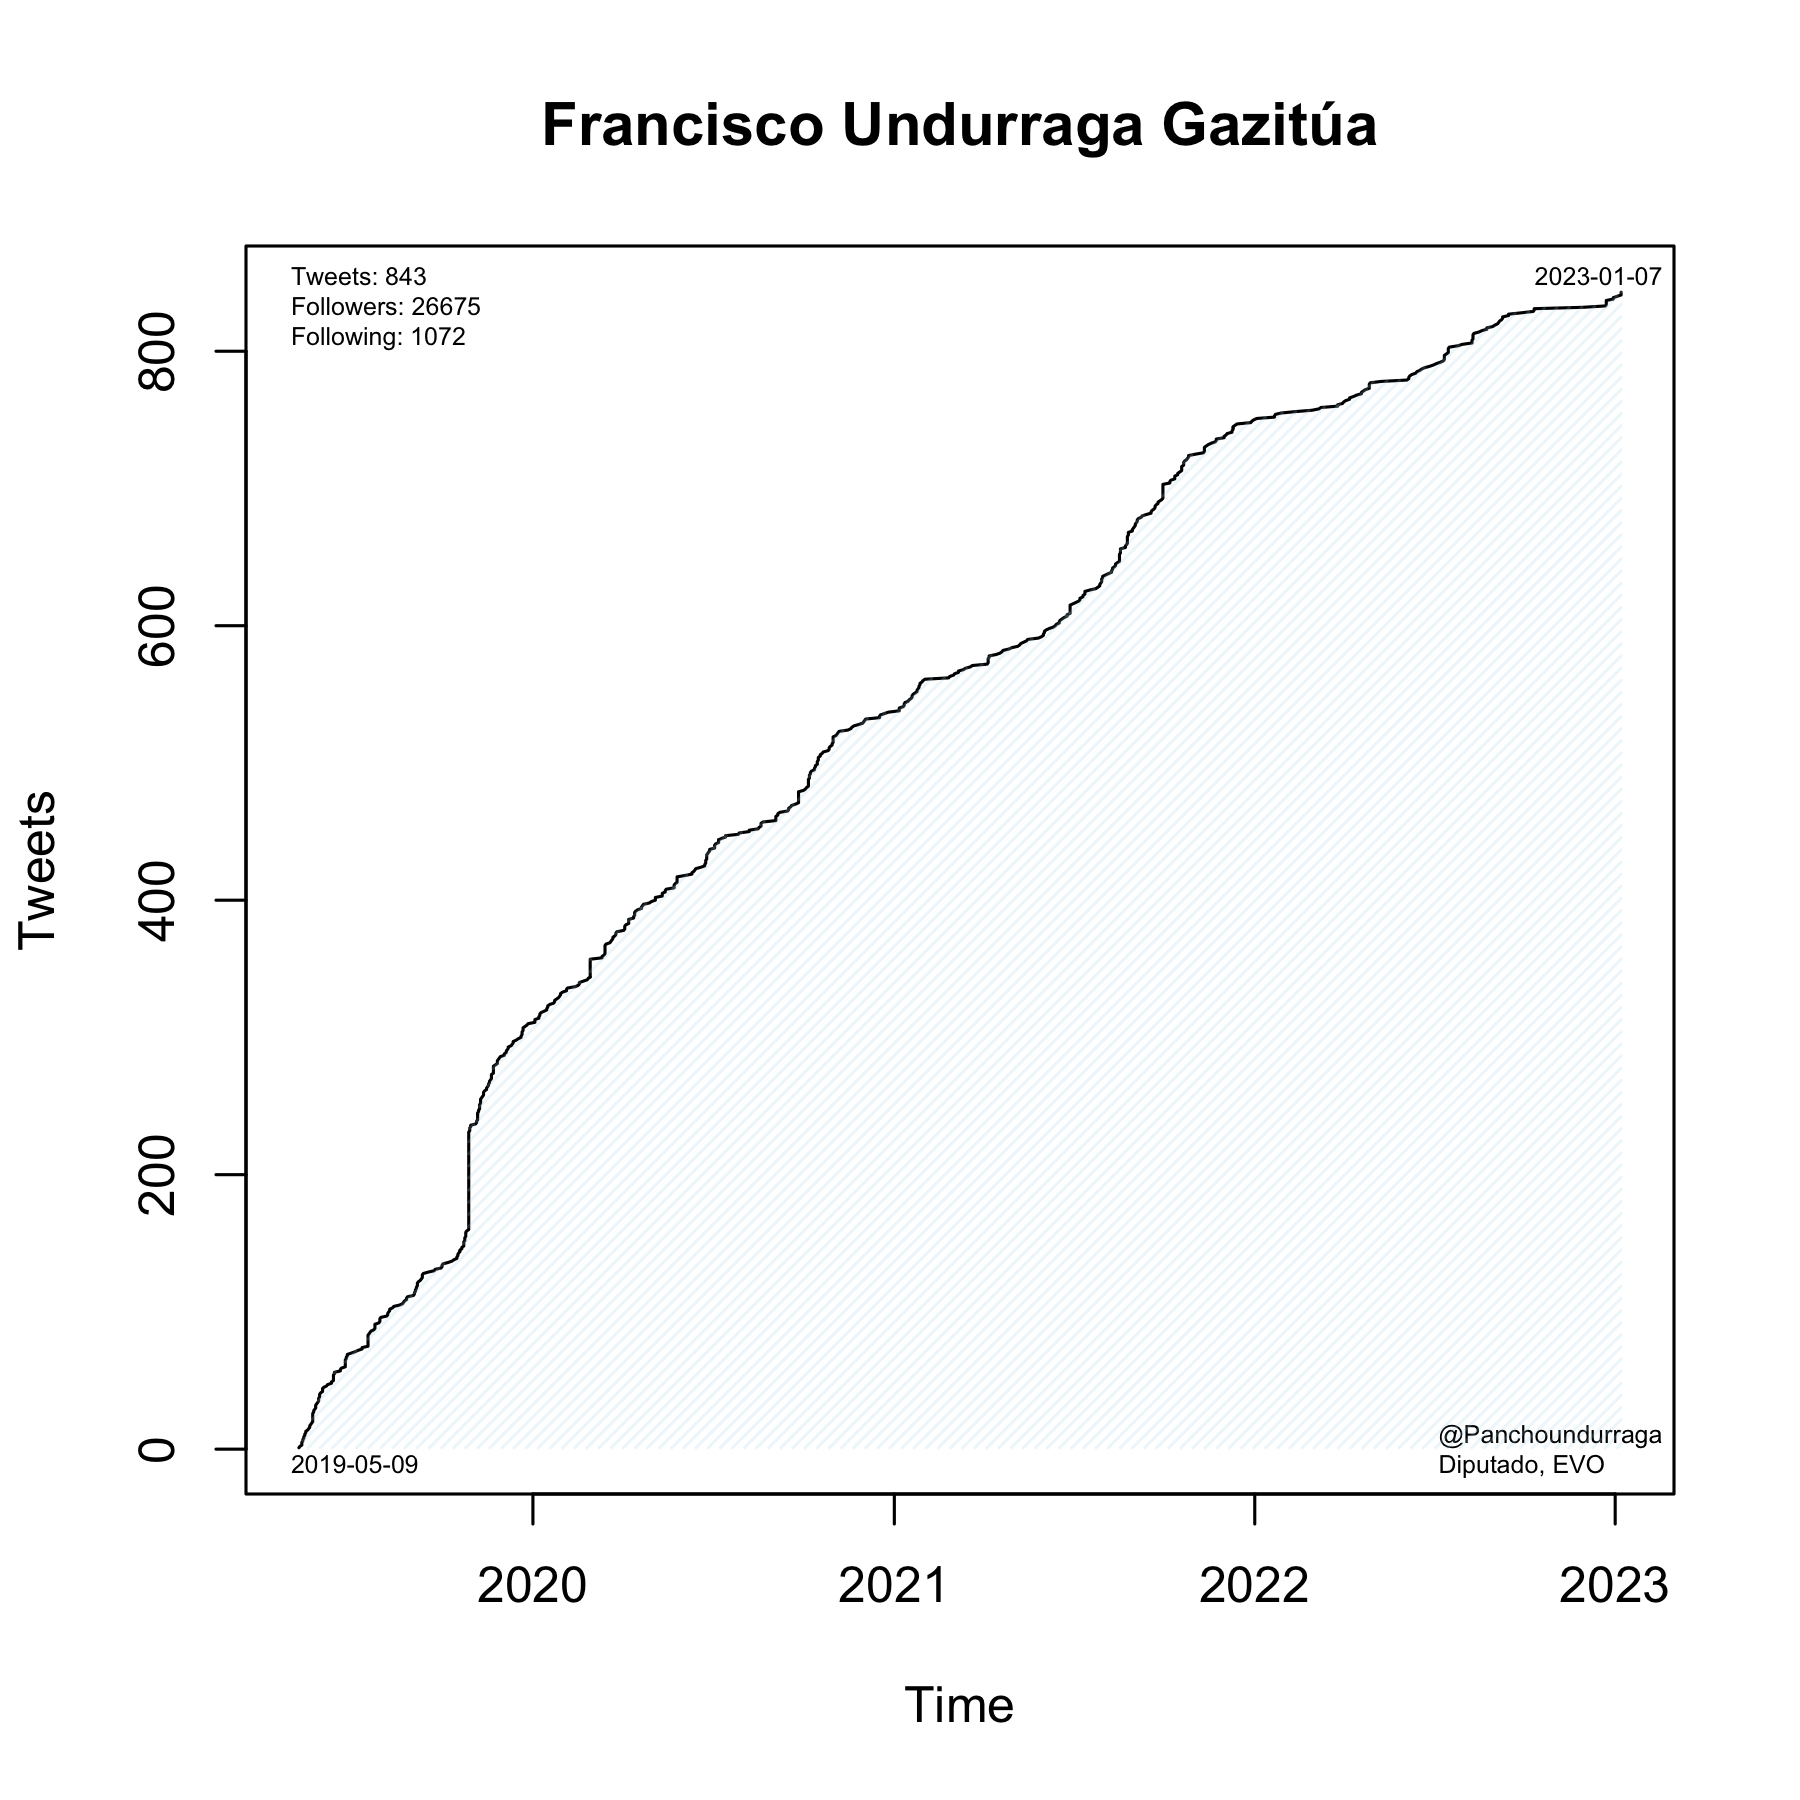 Francisco Undurraga Gazitúa
Tweets: 843
Followers: 26675
Following: 1072
2023-01-07
800
600
400
200
0
Tweets
@Panchoundurraga
Diputado, EVO
2019-05-09
2020
2021
2022
2023
Time